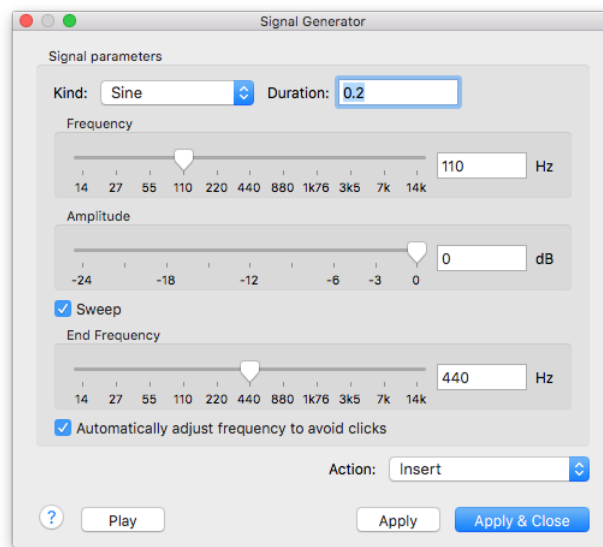 Signal Generator
Signal parameters
Kind: Sine Duration: 0.2
Frequency
14 27 55 110 220 440 880 1k76 3k5 7k 14k 110 Hz
Amplitude
-24 -18 -12 -6 -3 0 0 dB
Sweep
End Frequency
14 27 55 110 220 440 880 1k76 3k5 7k 14k 440 Hz
Automatically adjust frequency to avoid clicks
Action: Insert
? Play Apply Apply & Close